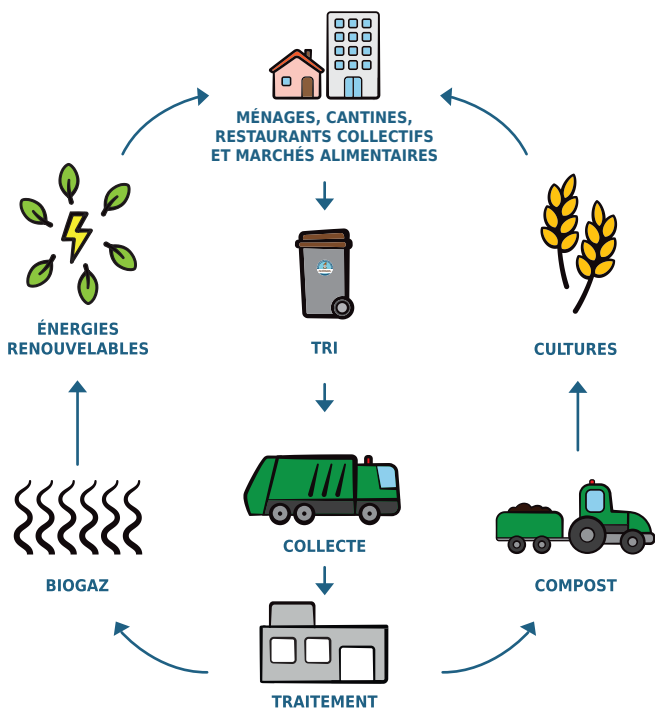 MÉNAGES, CANTINES,
RESTAURANTS COLLECTIFS
ET MARCHÉS ALIMENTAIRES
ÉNERGIES
RENOUVELABLES
TRI
CULTURES
COLLECTE
BIOGAZ
COMPOST
TRAITEMENT